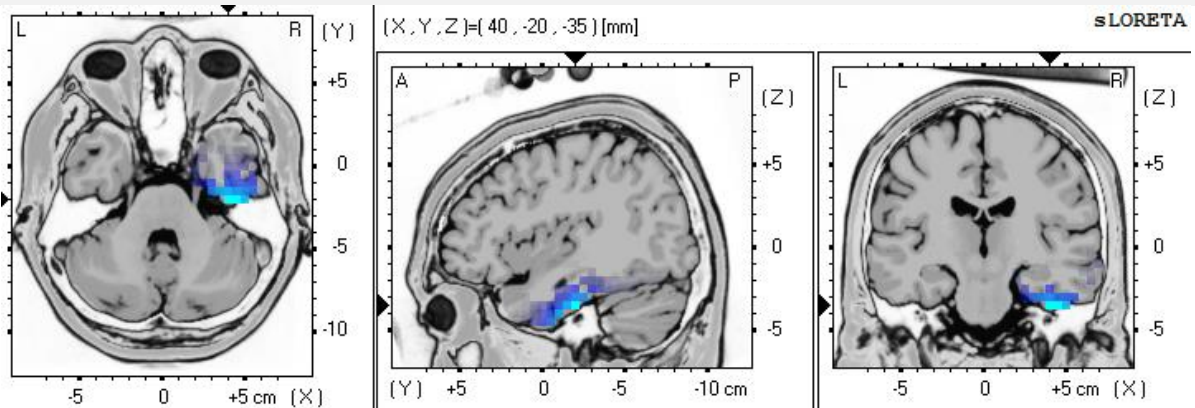 L R (Y)
+5
0
-5
-10
-5 0 +5 cm (X)
(X,Y,Z)=( 40 , -20 , -35 ) [mm]
sLORETA
A P (Z)
+5
0
-5
(Y) +5 0 -5 -10 cm
L R (Z)
+5
0
-5
-5 0 +5 cm (X)